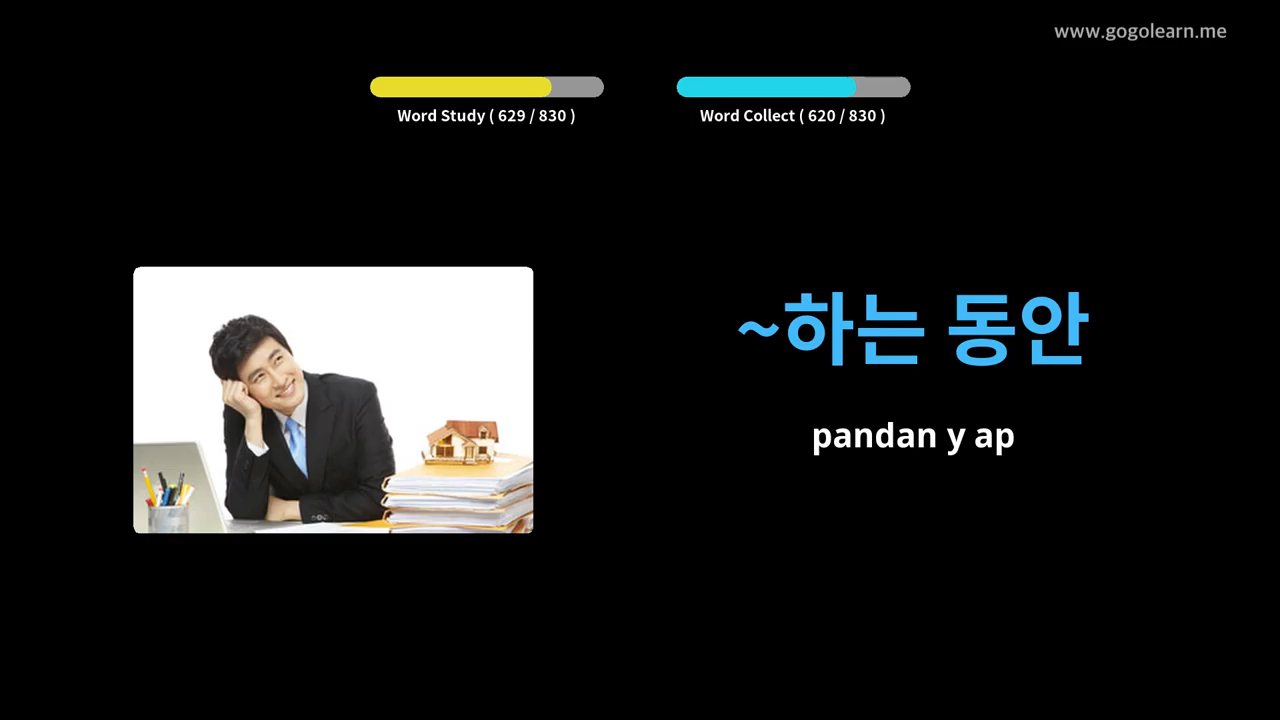 www.gogolearn.me
Word Study ( 629 / 830 )
Word Collect ( 620 / 830 )
~하는 동안
pandan y ap